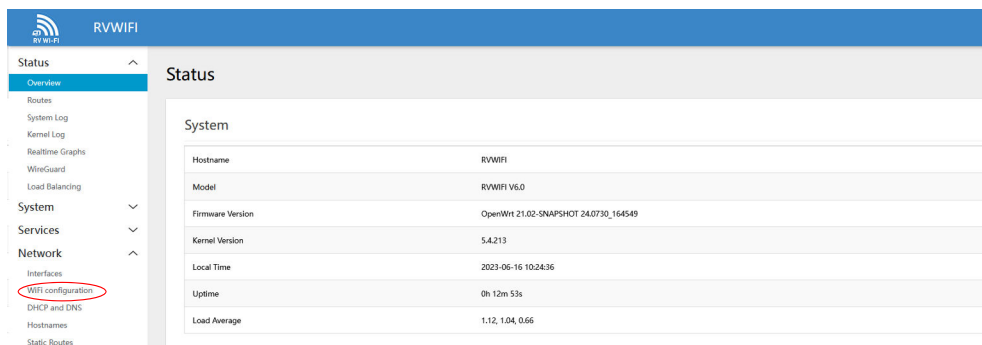 RV WI-FI
RVWIFI
Status
Overview
Routes
System Log
Kernel Log
Realtime Graphs
WireGuard
Load Balancing
System
Services
Network
Interfaces
WiFi configuration
DHCP and DNS
Hostnames
Static Routes
Status
System
Hostname RVWIFI
Model RVWIFI V6.0
Firmware Version OpenWrt 21.02-SNAPSHOT 24.0730_164549
Kernel Version 5.4.213
Local Time 2023-06-16 10:24:36
Uptime 0h 12m 53s
Load Average 1.12, 1.04, 0.66